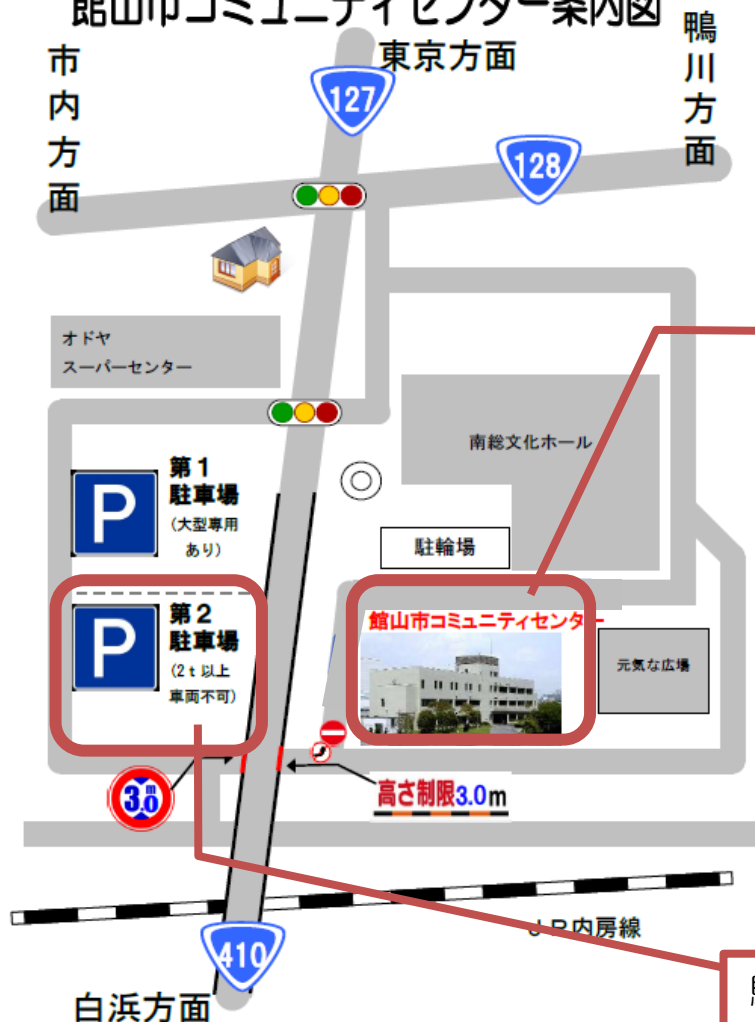 館山市コミュニティセンター案内図
鴨川方面
市内方面
東京方面
127
128
オドヤ
スーパーセンター
南総文化ホール
P
第1
駐車場
(大型専用
あり)
駐輪場
P
第2
駐車場
(2t以上
車両不可)
館山市コミュニティセンター
元気な広場
3.0m
高さ制限3.0m
JR内房線
410
白浜方面